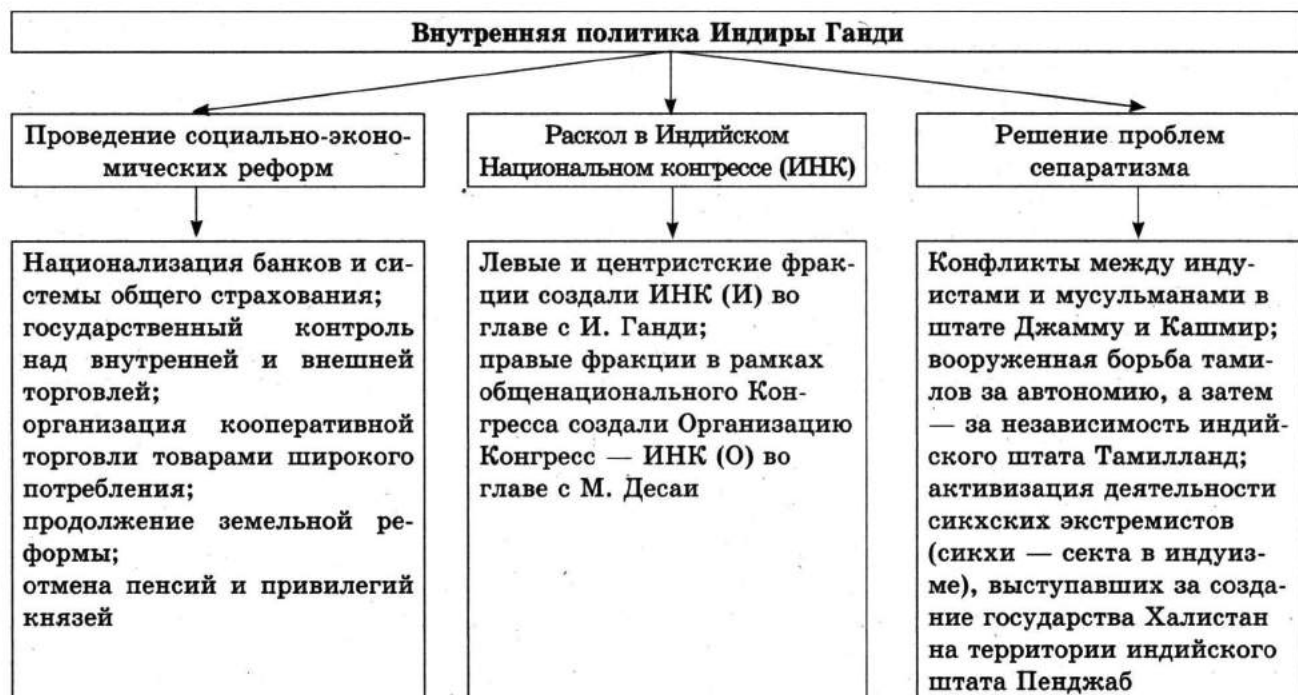 Внутренняя политика Индиры Ганди
Проведение социально-эконо-
мических реформ
Раскол в Индийском
Национальном конгрессе (ИНК)
Решение проблем
сепаратизма
Национализация банков и си-
стемы общего страхования;
государственный контроль
над внутренней и внешней
торговлей;
организация кооперативной
торговли товарами широкого
потребления;
продолжение земельной ре-
формы;
отмена пенсий и привилегий
князей
Левые и центристские фрак-
ции создали ИНК (И) во
главе с И. Ганди;
правые фракции в рамках
общенационального Кон-
гресса создали Организацию
Конгресс — ИНК (О) во
главе с М. Десаи
Конфликты между инду-
истами и мусульманами в
штате Джамму и Кашмир;
вооруженная борьба тами-
лов за автономию, а затем
— за независимость индий-
ского штата Тамилланд;
активизация деятельности
сикхских экстремистов
(сикхи — секта в индуиз-
ме), выступавших за созда-
ние государства Халистан
на территории индийского
штата Пенджаб